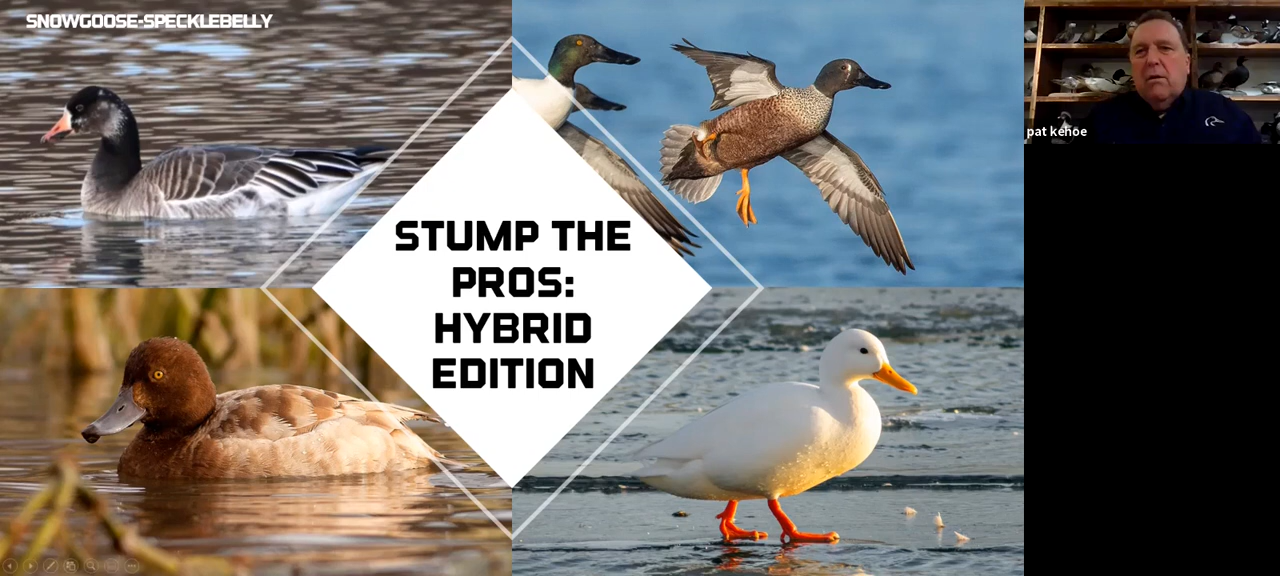 SNOWGOOSE-SPECKLEBELLY
STUMP THE
PROS:
HYBRID
EDITION
pat kehoe